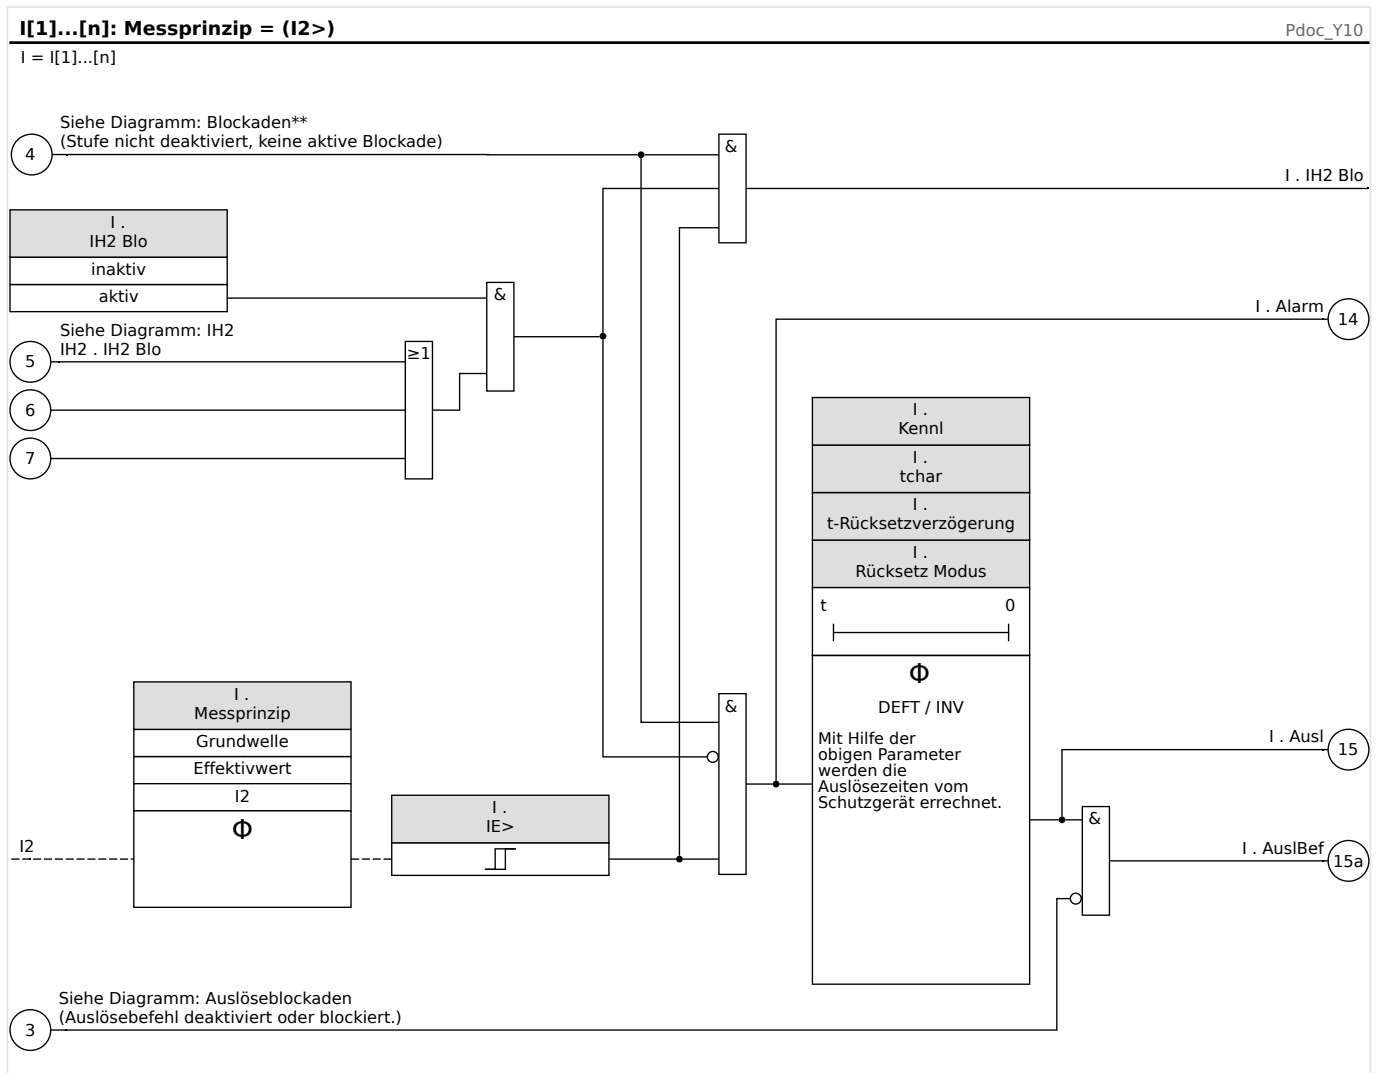 I[1]...[n]: Messprinzip = (I2>)
Pdoc_Y10
I = I[1]...[n]
Siehe Diagramm: Blockaden**
(Stufe nicht deaktiviert, keine aktive Blockade)
4
&
I . IH2 Blo
I .
IH2 Blo
inaktiv
aktiv
&
I . Alarm
14
Siehe Diagramm: IH2
IH2 . IH2 Blo
5
≥1
6
7
I .
Kennl
I .
tchar
I .
t-Rücksetzverzögerung
I .
Rücksetz Modus
t
0
Φ
DEFT / INV
Mit Hilfe der
obigen Parameter
werden die
Auslösezeiten vom
Schutzgerät errechnet.
I .
Messprinzip
Grundwelle
Effektivwert
I2
Φ
I2
I .
IE>
&
I . Ausl
15
&
I . AuslBef
15a
Siehe Diagramm: Auslöseblockaden
(Auslösebefehl deaktiviert oder blockiert.)
3